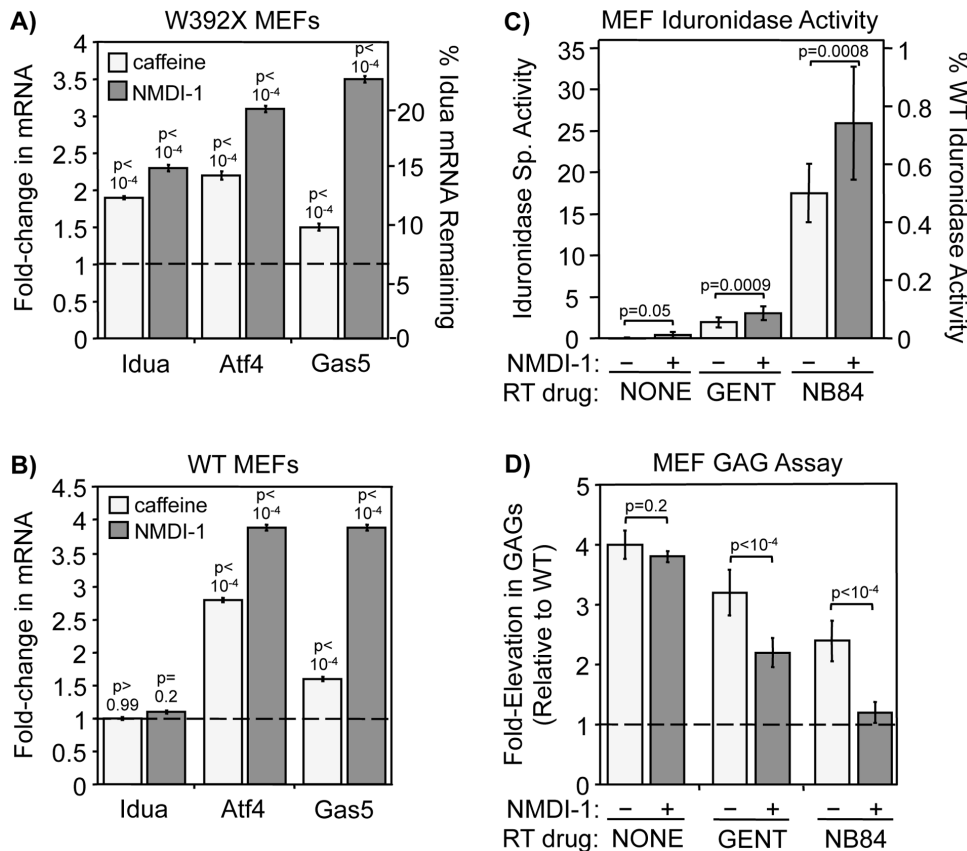 A)
W392X MEFs
Fold-change in mRNA
% Idua mRNA Remaining
4
3.5
3
2.5
2
1.5
1
0.5
0
20
15
10
5
0
caffeine
NMDI-1
p<
10-4
p<
10-4
p<
10-4
p<
10-4
p<
10-4
p<
10-4
Idua Atf4 Gas5
B)
WT MEFs
Fold-change in mRNA
4.5
4
3.5
3
2.5
2
1.5
1
0.5
0
caffeine
NMDI-1
p>
0.99
p=
0.2
p<
10-4
p<
10-4
p<
10-4
p<
10-4
Idua Atf4 Gas5
C)
MEF Iduronidase Activity
Iduronidase Sp. Activity
% WT Iduronidase Activity
35
30
25
20
15
10
5
0
1
0.8
0.6
0.4
0.2
0
p=0.05
p=0.0009
p=0.0008
NMDI-1: − + − + − +
RT drug: NONE GENT NB84
D)
MEF GAG Assay
Fold-Elevation in GAGs
(Relative to WT)
5
4
3
2
1
0
p=0.2
p<10-4
p<10-4
NMDI-1: − + − + − +
RT drug: NONE GENT NB84